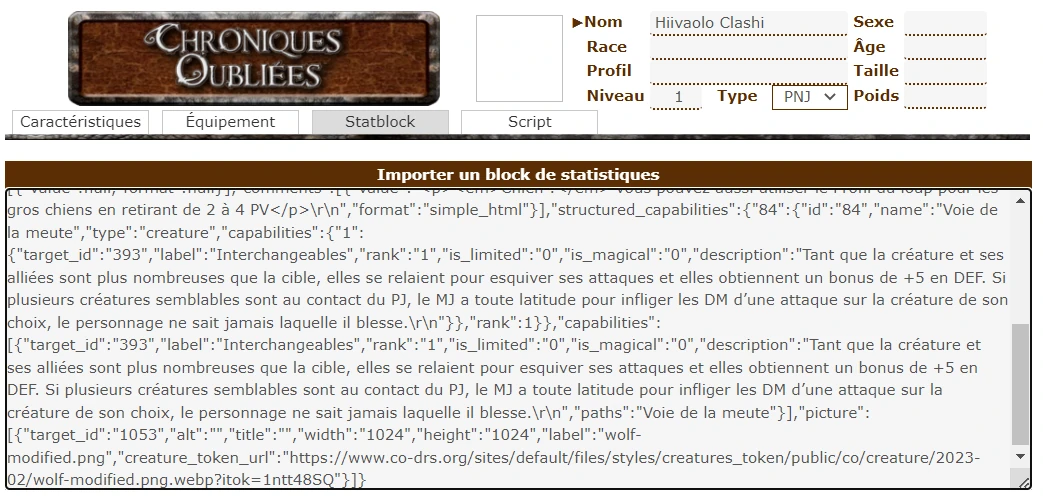 CHRONIQUES
OUBLIÉES
▸Nom Hiivaolo Clashi Sexe
Race Âge
Profil Taille
Niveau 1 Type PNJ Poids
Caractéristiques Équipement Statblock Script
Importer un block de statistiques
gros chiens en retirant de 2 à 4 PV</p>\r\n","format":"simple_html"}],"structured_capabilities":{"84":{"id":"84","name":"Voie de
la meute","type":"creature","capabilities":{"1":
{"target_id":"393","label":"Interchangeables","rank":"1","is_limited":"0","is_magical":"0","description":"Tant que la créature et ses
alliées sont plus nombreuses que la cible, elles se relaient pour esquiver ses attaques et elles obtiennent un bonus de +5 en DEF. Si
plusieurs créatures semblables sont au contact du PJ, le MJ a toute latitude pour infliger les DM d’une attaque sur la créature de son
choix, le personnage ne sait jamais laquelle il blesse.\r\n"}},"rank":1}},"capabilities":
[{"target_id":"393","label":"Interchangeables","rank":"1","is_limited":"0","is_magical":"0","description":"Tant que la créature et
ses alliées sont plus nombreuses que la cible, elles se relaient pour esquiver ses attaques et elles obtiennent un bonus de +5 en
DEF. Si plusieurs créatures semblables sont au contact du PJ, le MJ a toute latitude pour infliger les DM d’une attaque sur la
créature de son choix, le personnage ne sait jamais laquelle il blesse.\r\n","paths":"Voie de la meute"}],"picture":
[{"target_id":"1053","alt":"","title":"","width":"1024","height":"1024","label":"wolf-
modified.png","creature_token_url":"https://www.co-drs.org/sites/default/files/styles/creatures_token/public/co/creature/2023-
02/wolf-modified.png.webp?itok=1ntt48SQ"}]}